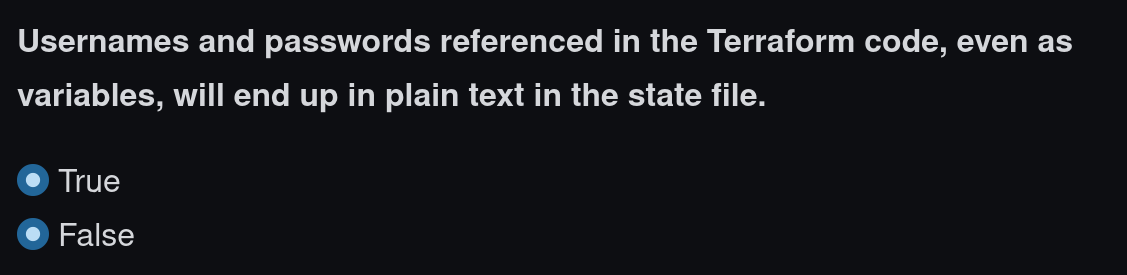 Usernames and passwords referenced in the Terraform code, even as
variables, will end up in plain text in the state file.
True
False